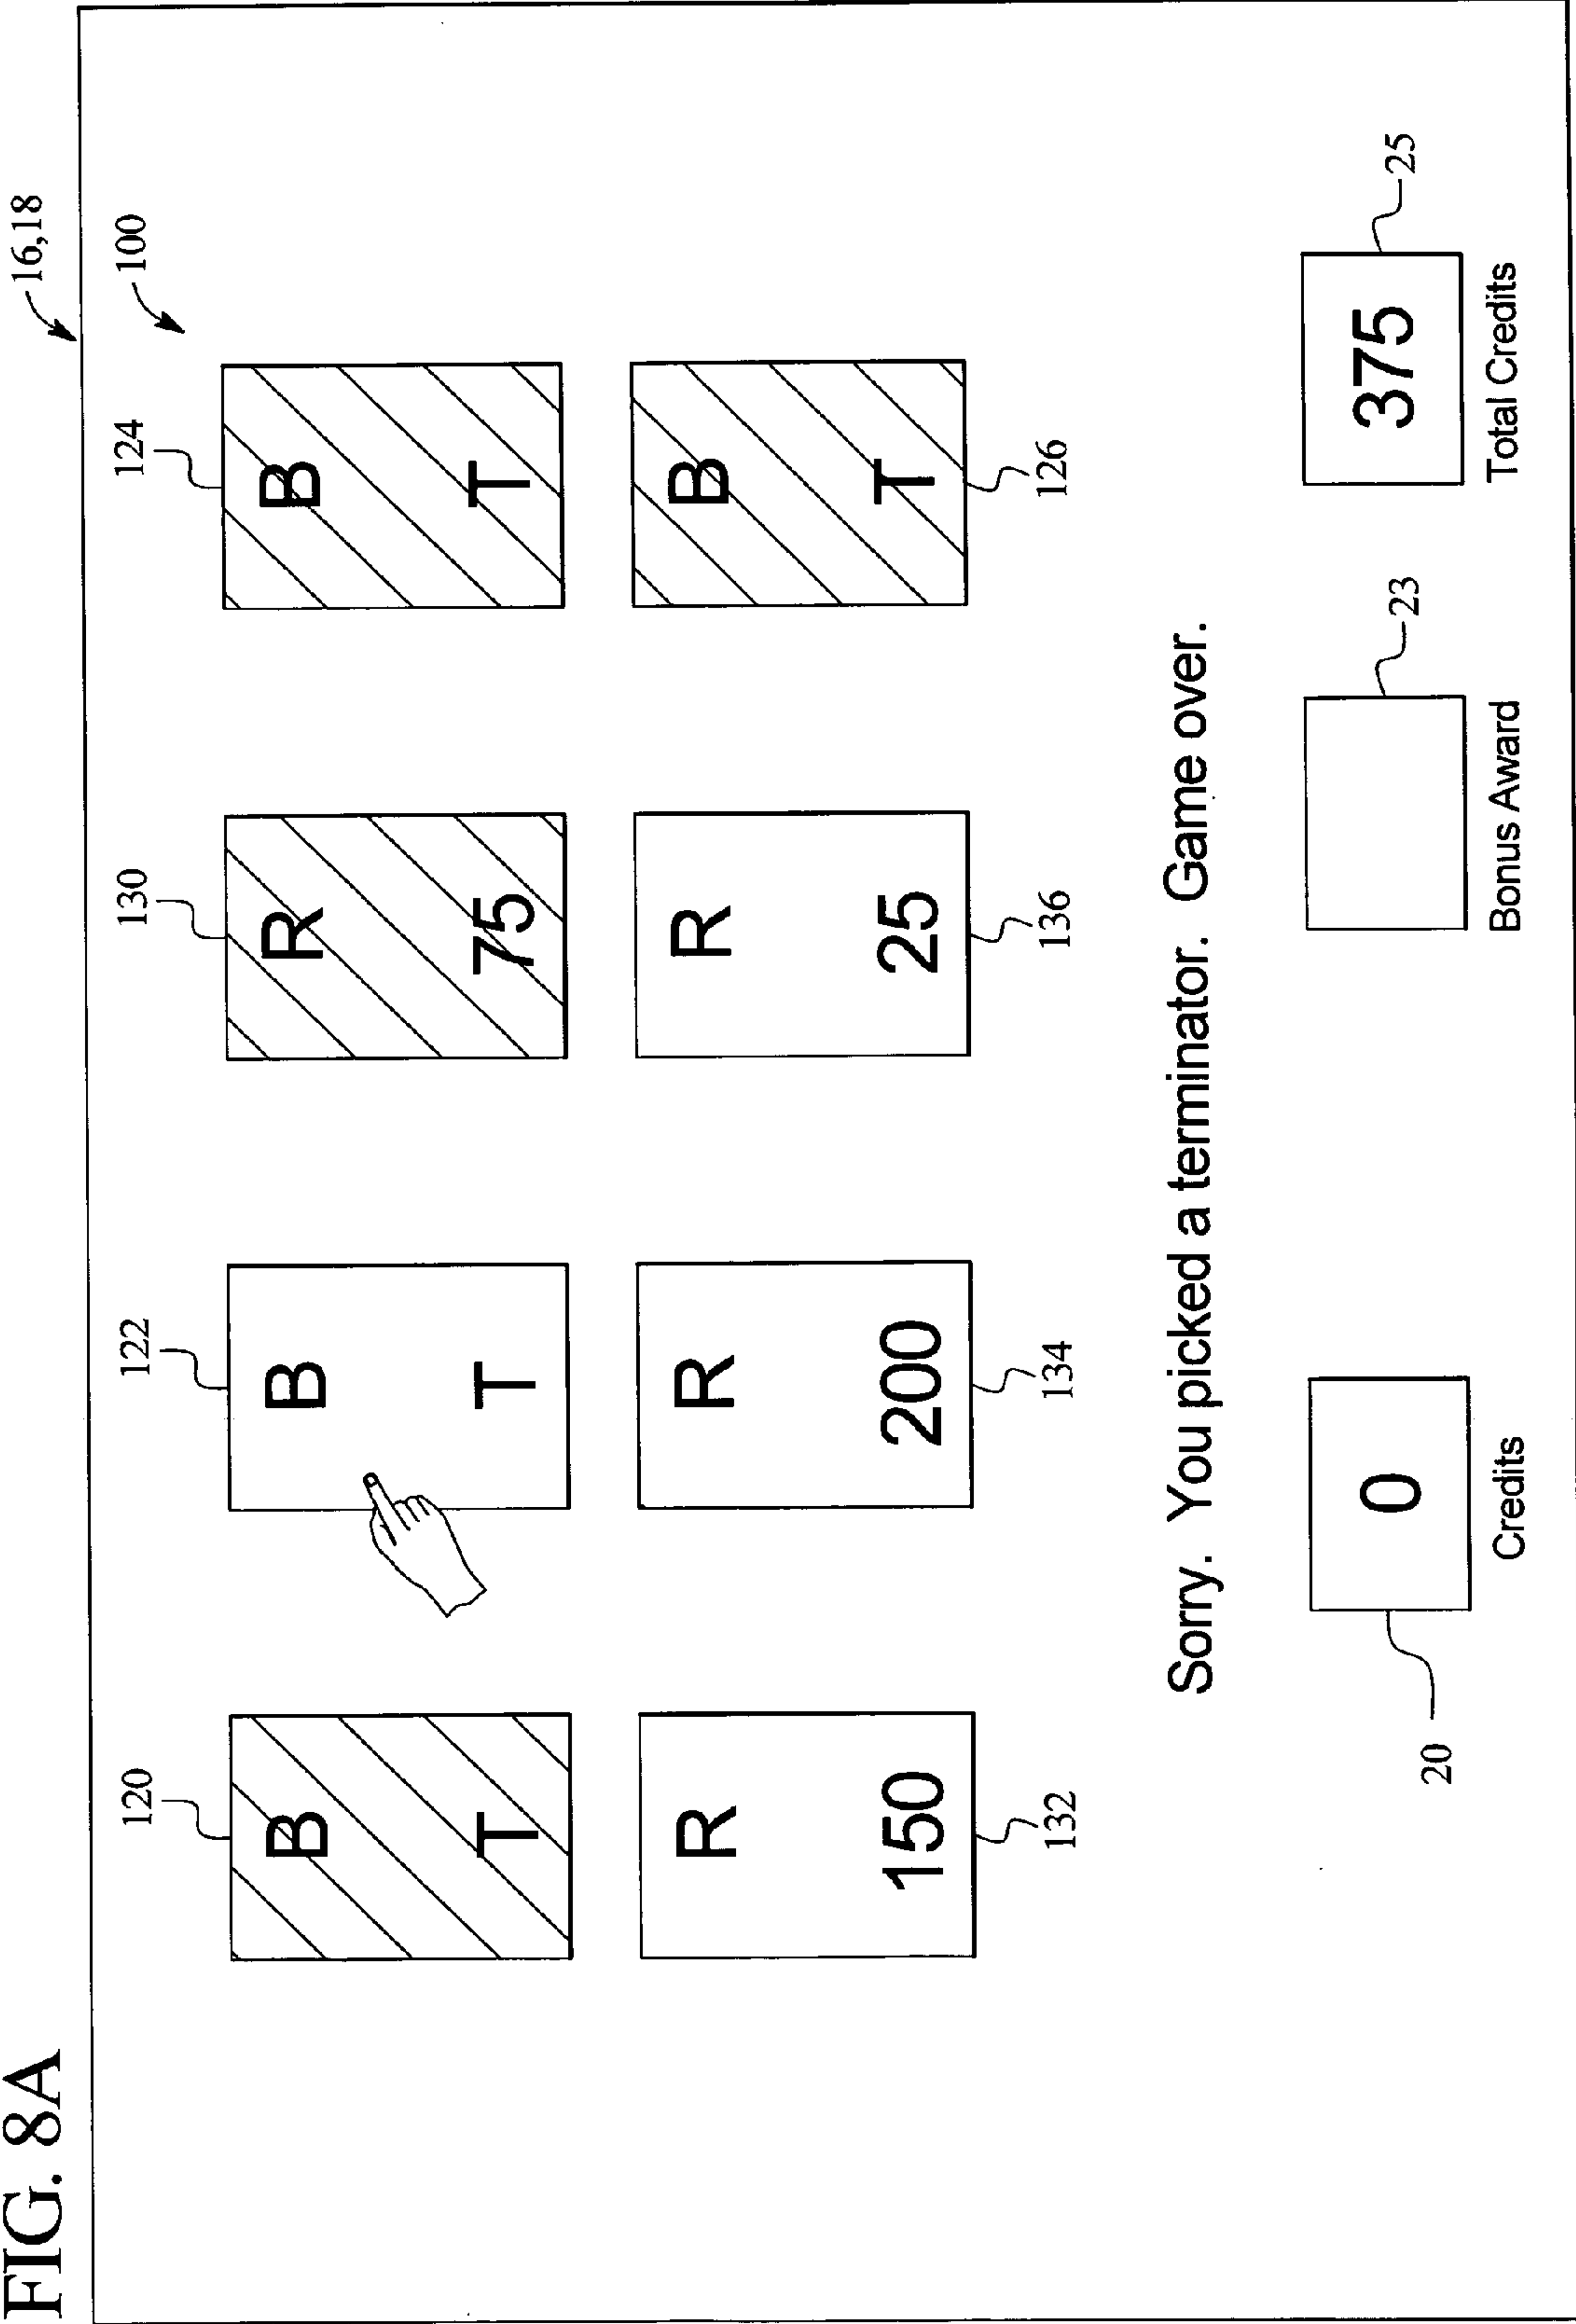 FIG. 8A
16,18
100
120 122 130 124
B B R B
T T 75 T
R R R B
150 200 25 T
132 134 136 126
Sorry. You picked a terminator. Game over.
20 0 23 375 25
Credits Bonus Award Total Credits